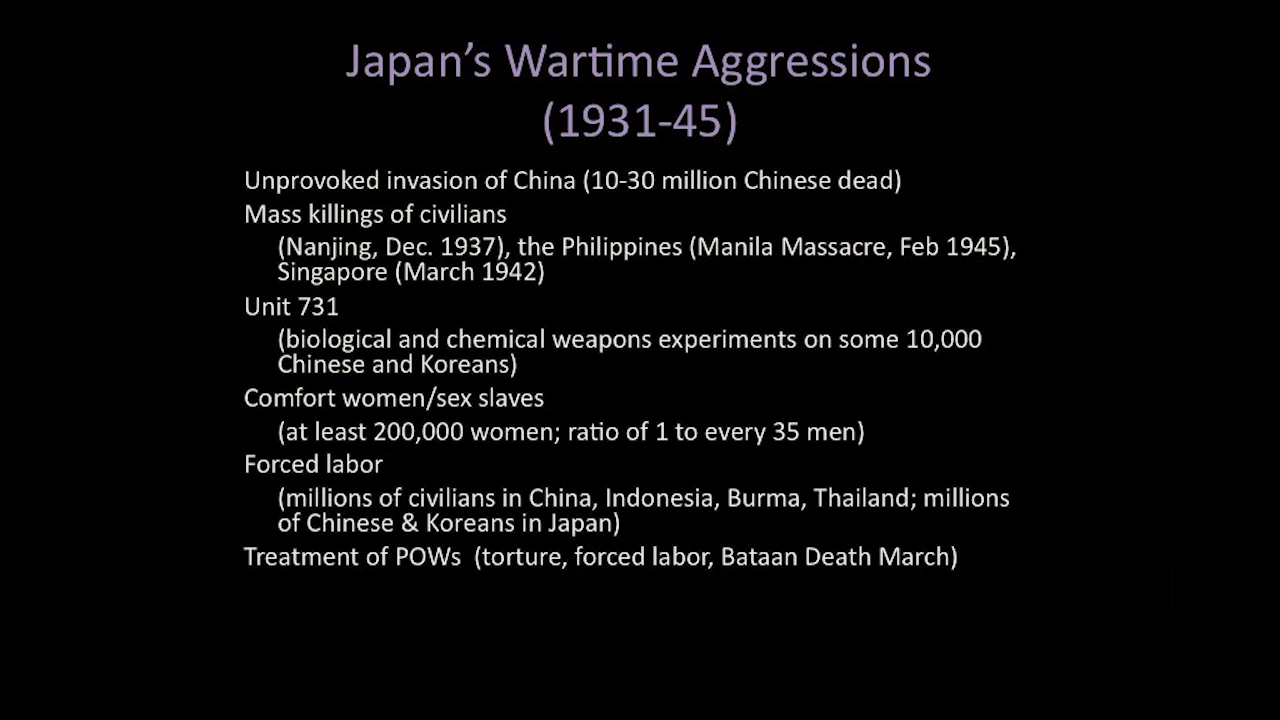 Japan’s Wartime Aggressions
(1931-45)
Unprovoked invasion of China (10-30 million Chinese dead)
Mass killings of civilians
(Nanjing, Dec. 1937), the Philippines (Manila Massacre, Feb 1945),
Singapore (March 1942)
Unit 731
(biological and chemical weapons experiments on some 10,000
Chinese and Koreans)
Comfort women/sex slaves
(at least 200,000 women; ratio of 1 to every 35 men)
Forced labor
(millions of civilians in China, Indonesia, Burma, Thailand; millions
of Chinese & Koreans in Japan)
Treatment of POWs  (torture, forced labor, Bataan Death March)